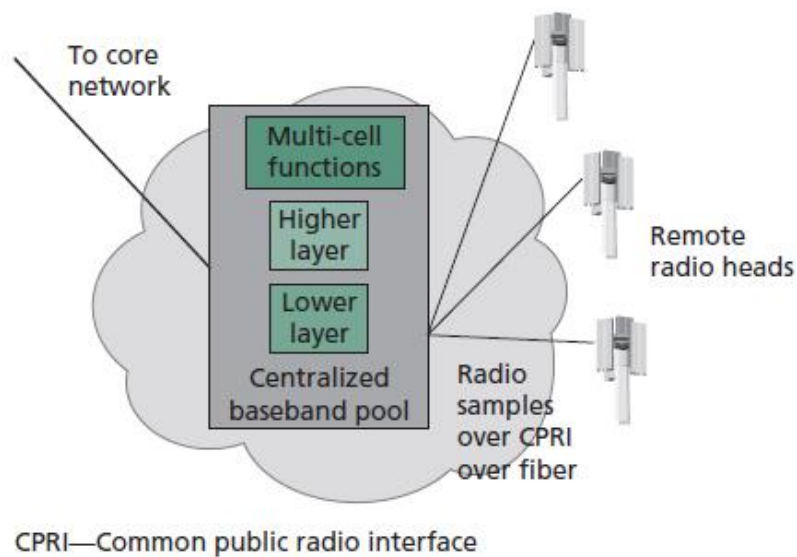 To core
network
Multi-cell
functions
Higher
layer
Lower
layer
Centralized
baseband pool
Remote
radio heads
Radio
samples
over CPRI
over fiber
CPRI—Common public radio interface